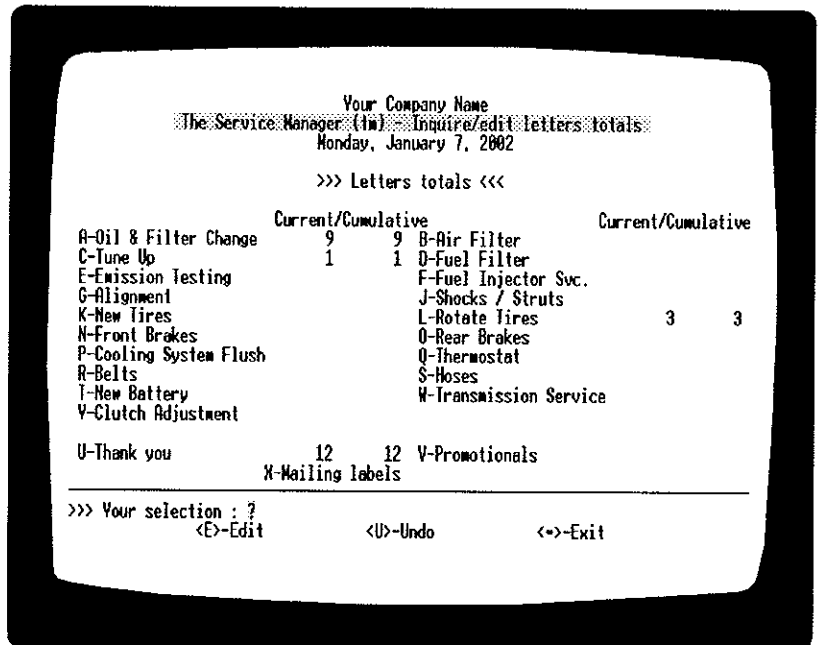 Your Company Name
The Service Manager (tm) - Inquire/edit letters totals
Monday, January 7, 2002
>>> Letters totals <<<
Current/Cumulative Current/Cumulative
A-Oil & Filter Change 9 9 B-Air Filter
C-Tune Up 1 1 D-Fuel Filter
E-Emission Testing F-Fuel Injector Svc.
G-Alignment J-Shocks / Struts
K-New Tires L-Rotate Tires 3 3
N-Front Brakes O-Rear Brakes
P-Cooling System Flush Q-Thermostat
R-Belts S-Hoses
T-New Battery W-Transmission Service
Y-Clutch Adjustment
U-Thank you 12 12 V-Promotionals
X-Mailing labels
>>> Your selection : ?
<E>-Edit <U>-Undo <->-Exit